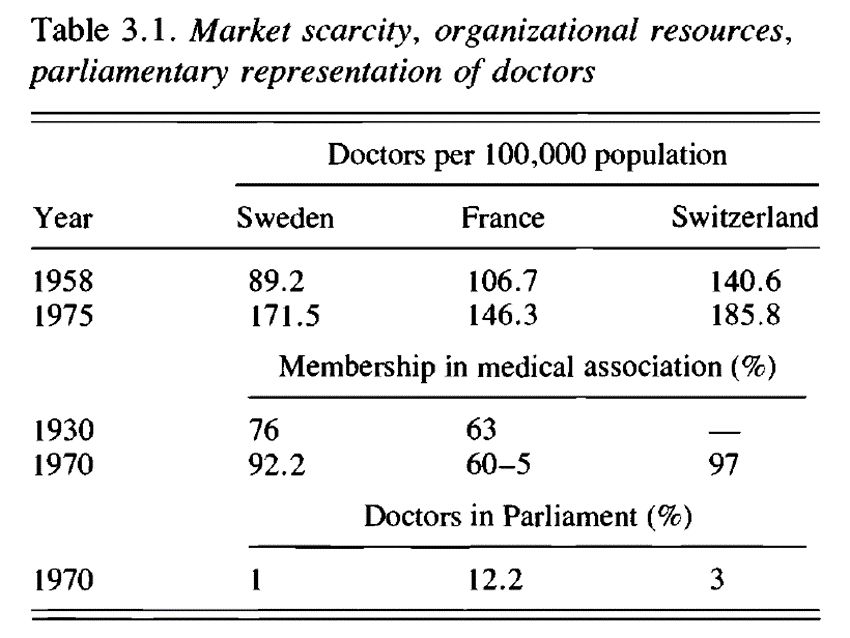 Table 3.1. Market scarcity, organizational resources,
parliamentary representation of doctors
Doctors per 100,000 population
Year Sweden France Switzerland
1958 89.2 106.7 140.6
1975 171.5 146.3 185.8
Membership in medical association (%)
1930 76 63 —
1970 92.2 60–5 97
Doctors in Parliament (%)
1970 1 12.2 3